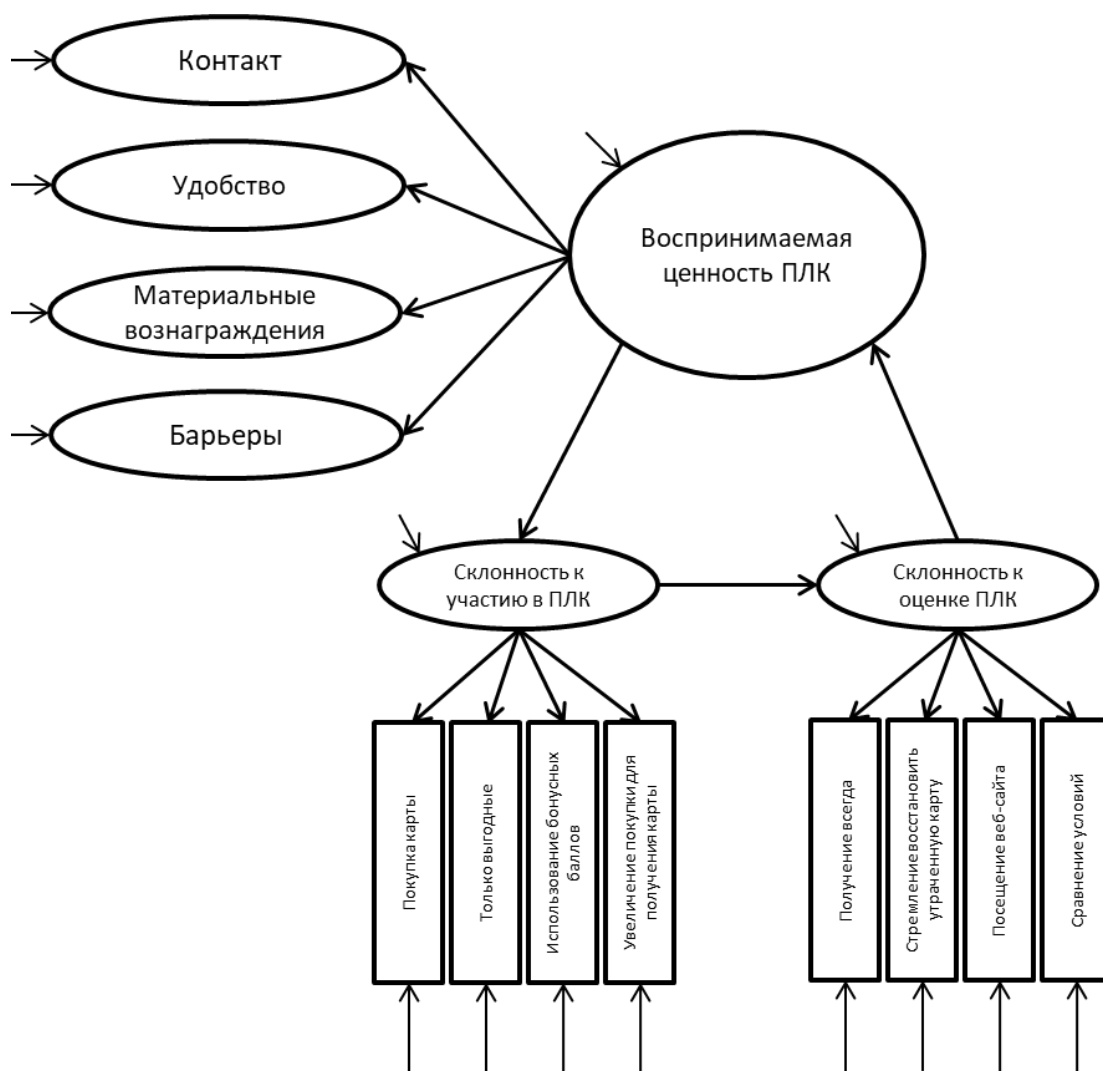 Контакт
Удобство
Материальные
вознаграждения
Барьеры
Воспринимаемая
ценность ПЛК
Склонность к
участию в ПЛК
Склонность к
оценке ПЛК
Покупка карты
Только выгодные
Использование бонусных
баллов
Увеличение покупки для
получения карты
Получение всегда
Стремление восстановить
утраченную карту
Посещение веб-сайта
Сравнение условий